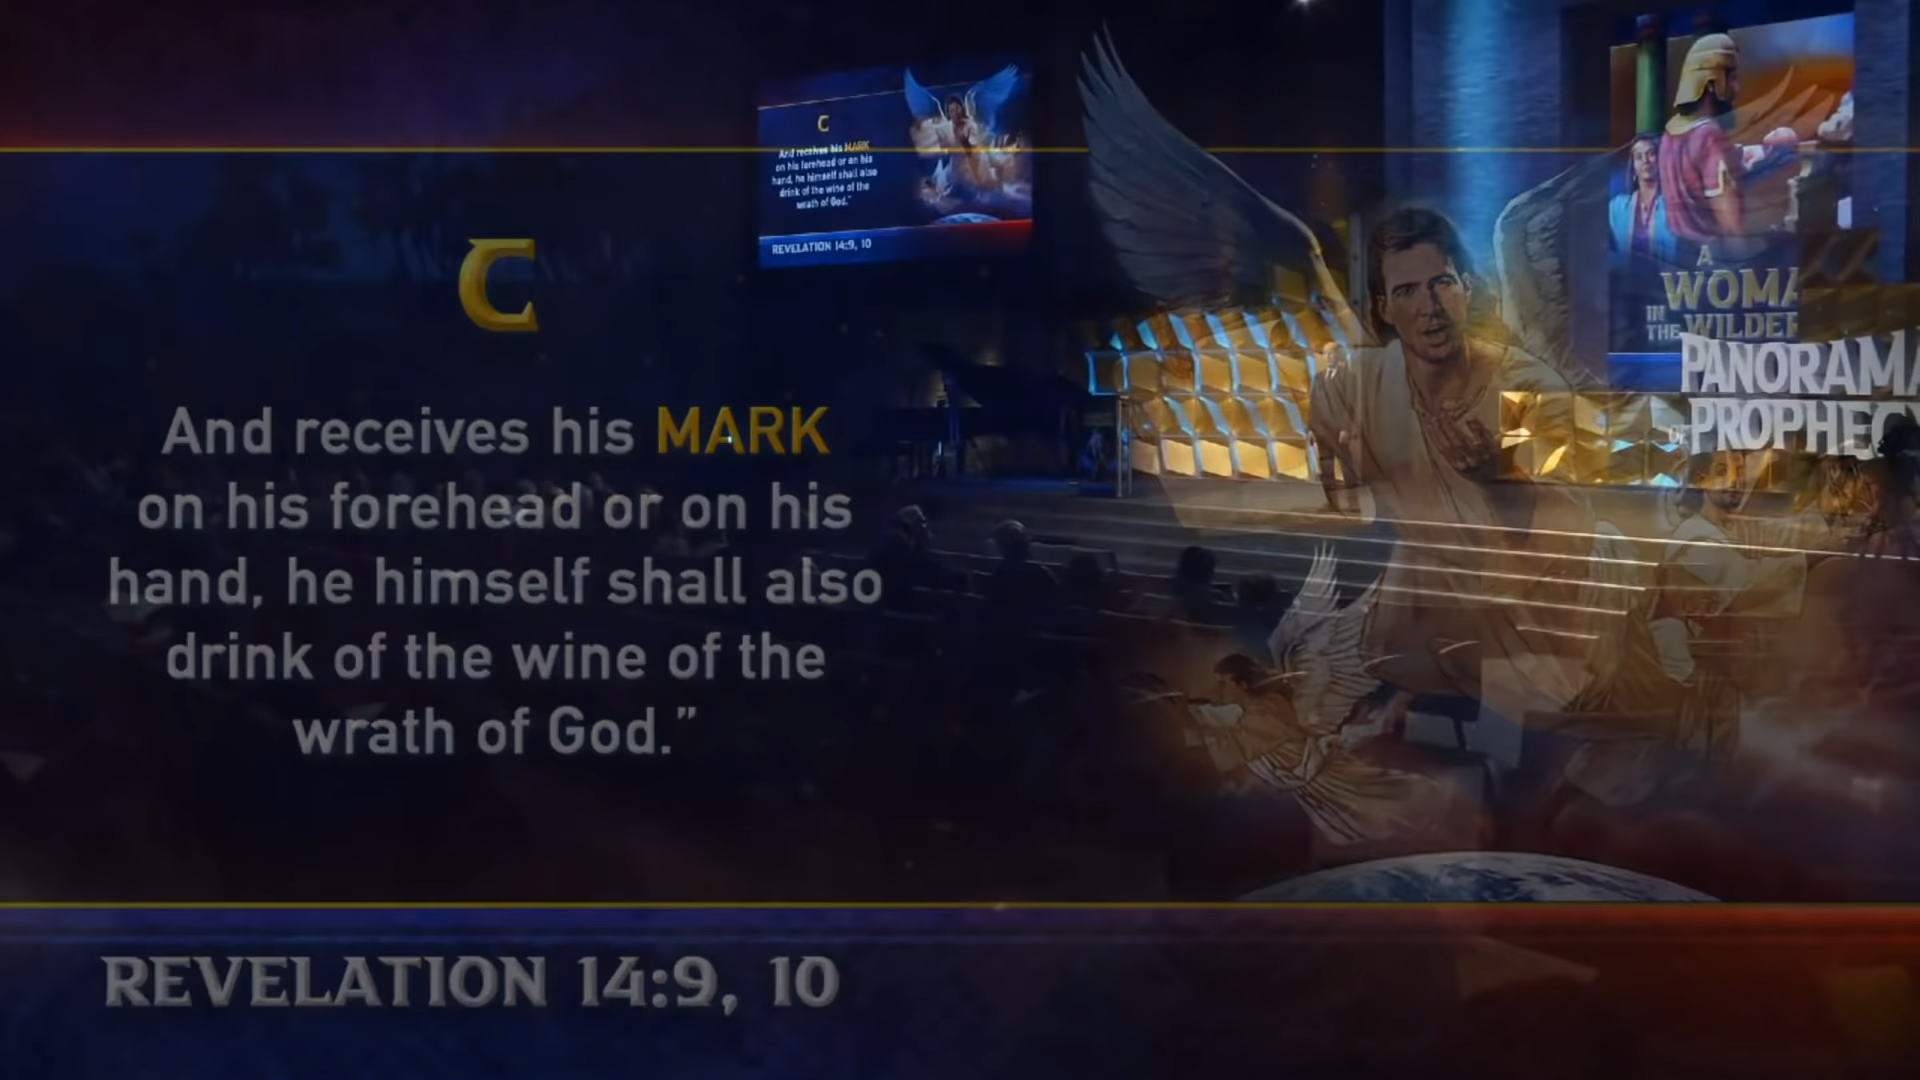 C
And receives his MARK
on his forehead or on his
hand, he himself shall also
drink of the wine of the
wrath of God.”
REVELATION 14:9, 10
C
And receives his MARK
on his forehead or on his
hand, he himself shall also
drink of the wine of the
wrath of God.”
REVELATION 14:9, 10
A
WOMA
IN
THE WILDER
PANORAMA
OF PROPHECY